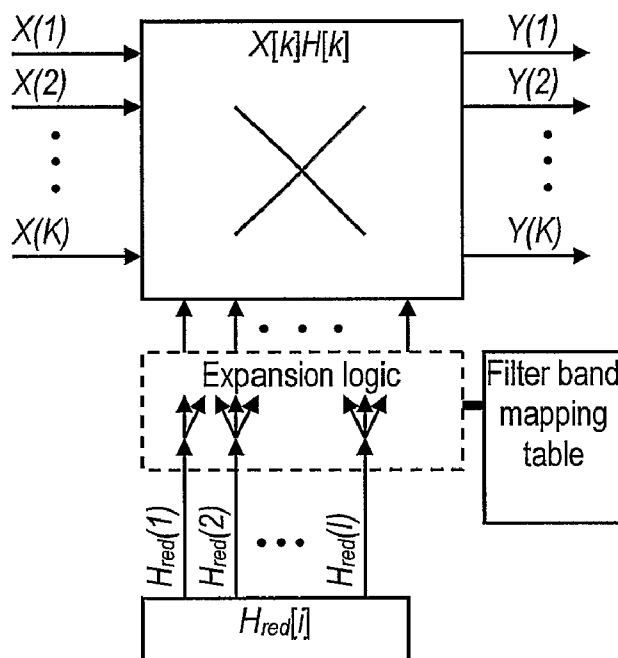 X(1)
X[k]H[k]
Y(1)
X(2)
Y(2)
X(K)
Y(K)
Expansion logic
Filter band
mapping
table
Hred(1)
Hred(2)
Hred(I)
Hred[i]